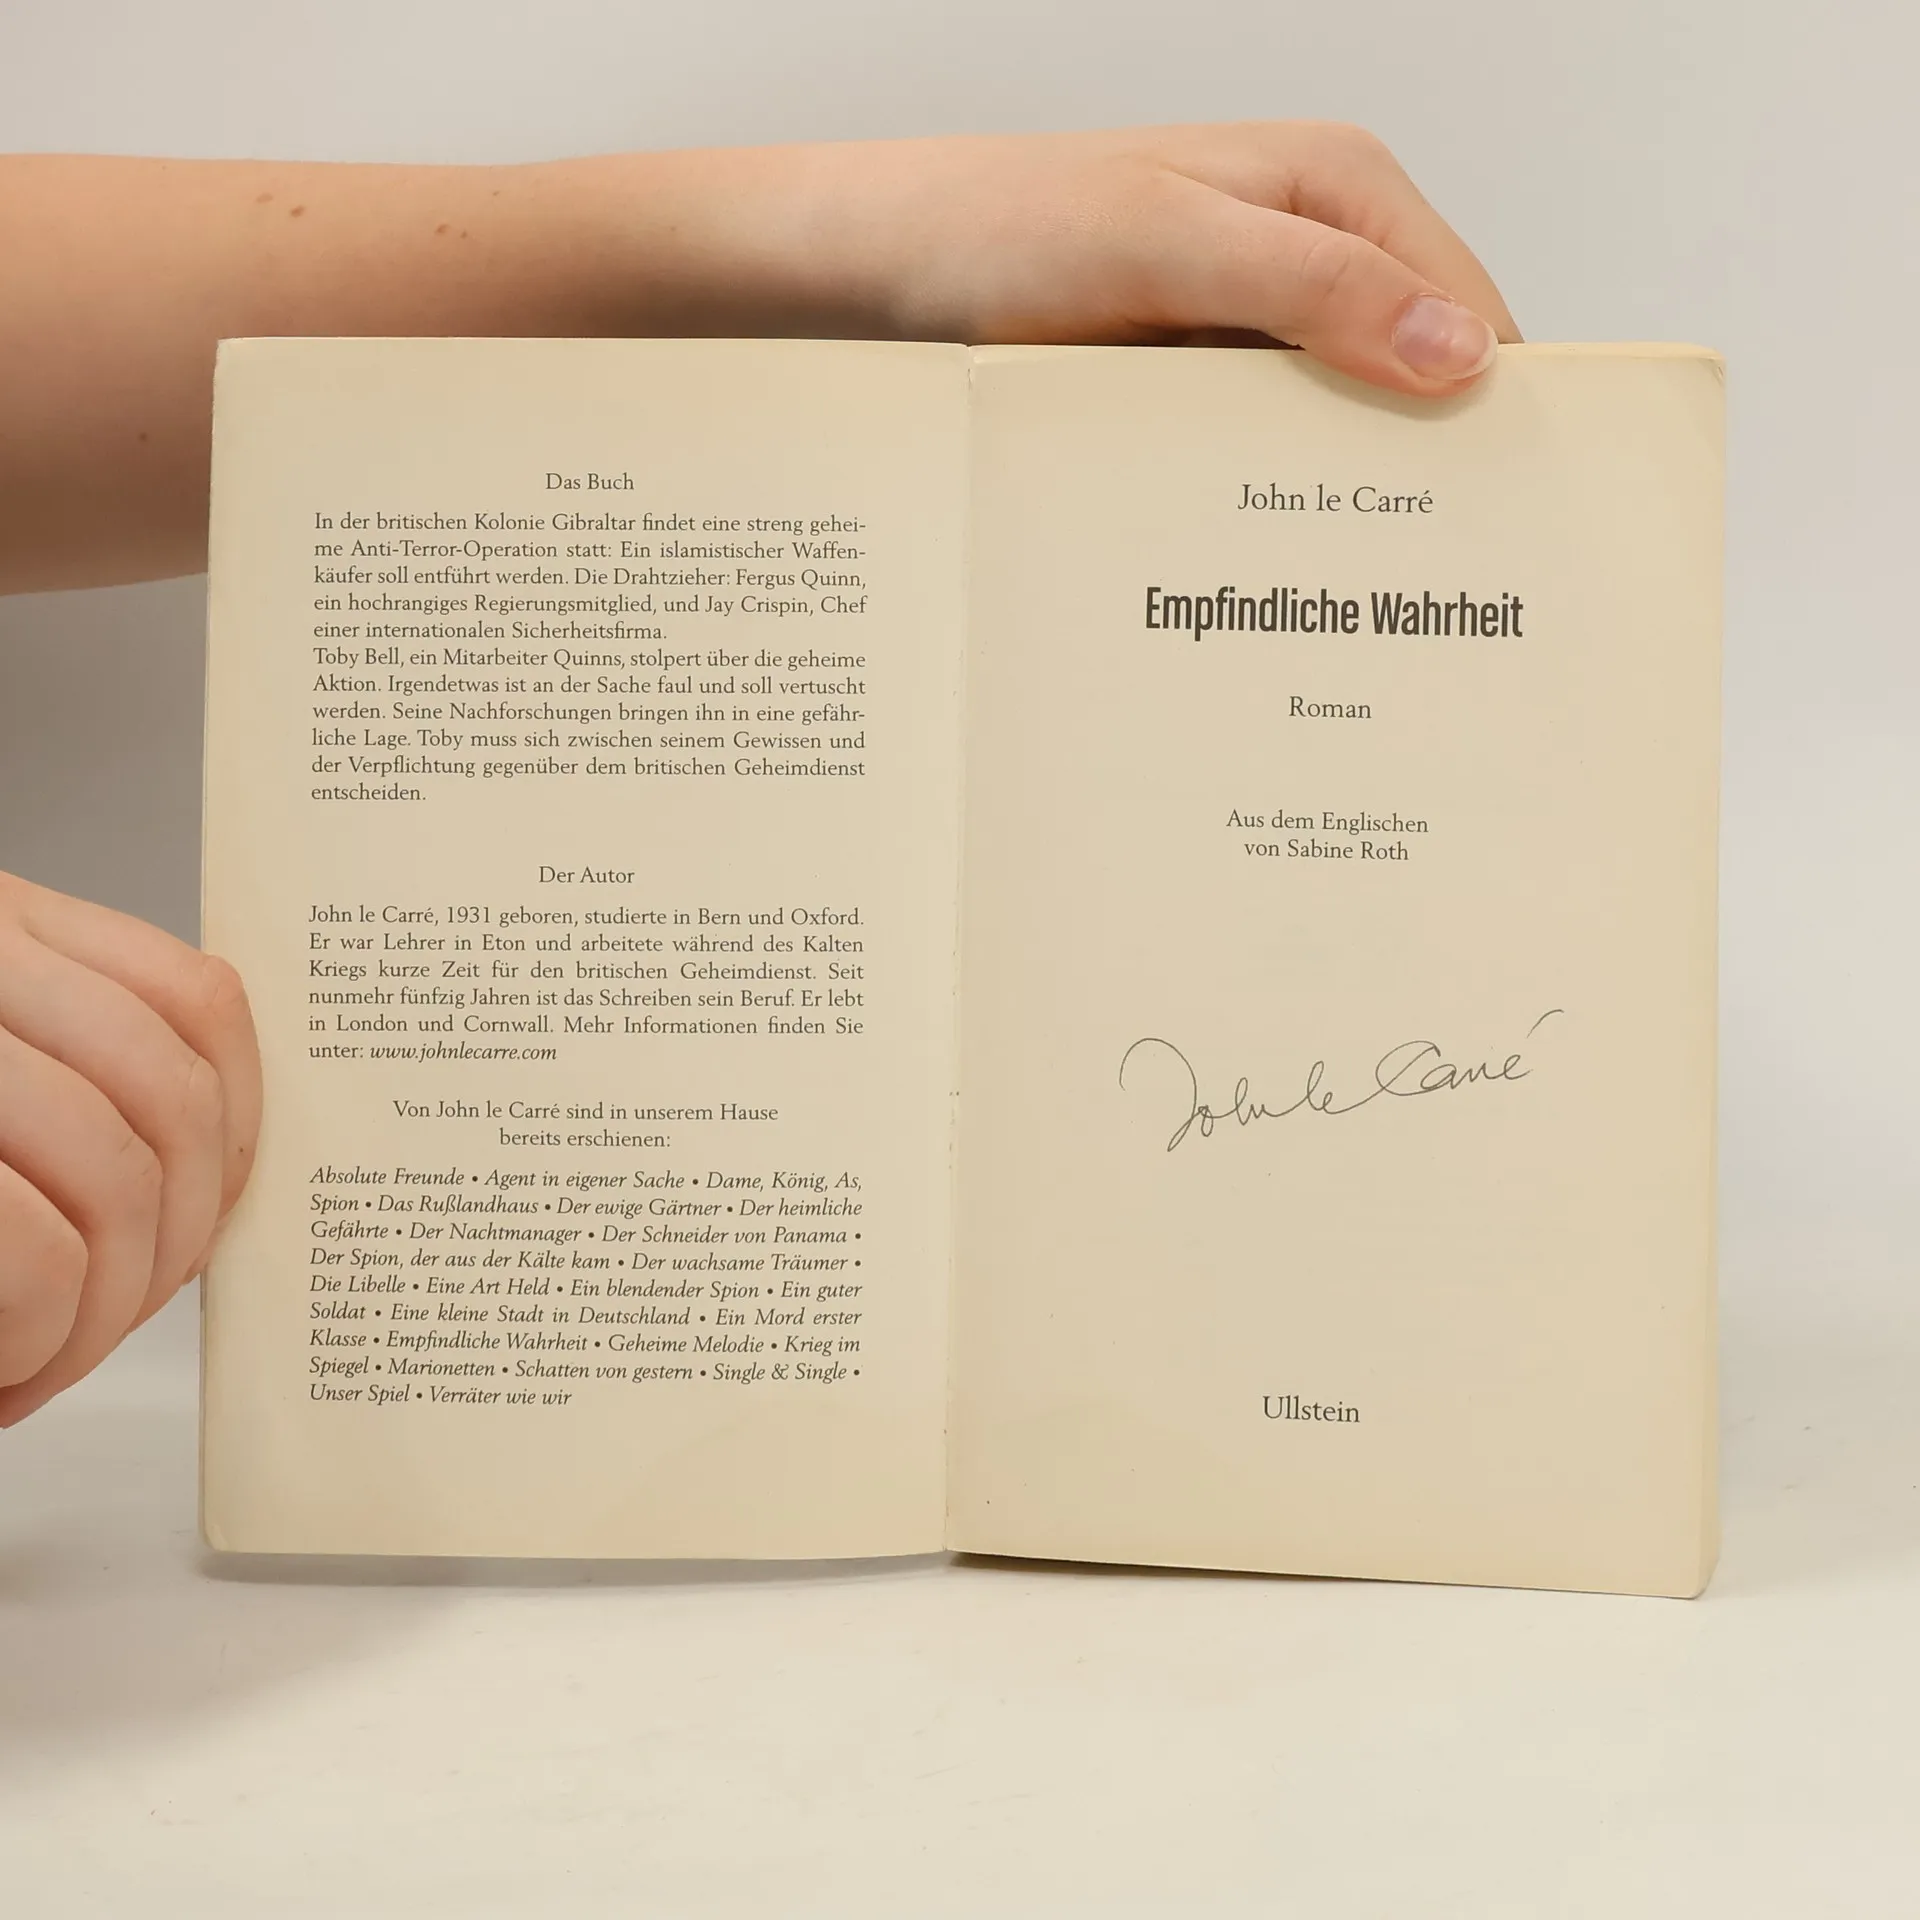 Das Buch
In der britischen Kolonie Gibraltar findet eine streng gehei-
me Anti-Terror-Operation statt: Ein islamistischer Waffen-
käufer soll entführt werden. Die Drahtzieher: Fergus Quinn,
ein hochrangiges Regierungsmitglied, und Jay Crispin, Chef
einer internationalen Sicherheitsfirma.
Toby Bell, ein Mitarbeiter Quinns, stolpert über die geheime
Aktion. Irgendetwas ist an der Sache faul und soll vertuscht
werden. Seine Nachforschungen bringen ihn in eine gefähr-
liche Lage. Toby muss sich zwischen seinem Gewissen und
der Verpflichtung gegenüber dem britischen Geheimdienst
entscheiden.
Der Autor
John le Carré, 1931 geboren, studierte in Bern und Oxford.
Er war Lehrer in Eton und arbeitete während des Kalten
Kriegs kurze Zeit für den britischen Geheimdienst. Seit
nunmehr fünfzig Jahren ist das Schreiben sein Beruf. Er lebt
in London und Cornwall. Mehr Informationen finden Sie
unter: www.johnlecarre.com
Von John le Carré sind in unserem Hause
bereits erschienen:
Absolute Freunde • Agent in eigener Sache • Dame, König, As,
Spion • Das Rußlandhaus • Der ewige Gärtner • Der heimliche
Gefährte • Der Nachtmanager • Der Schneider von Panama •
Der Spion, der aus der Kälte kam • Der wachsame Träumer •
Die Libelle • Eine Art Held • Ein blendender Spion • Ein guter
Soldat • Eine kleine Stadt in Deutschland • Ein Mord erster
Klasse • Empfindliche Wahrheit • Geheime Melodie • Krieg im
Spiegel • Marionetten • Schatten von gestern • Single & Single •
Unser Spiel • Verräter wie wir
John le Carré
Empfindliche Wahrheit
Roman
Aus dem Englischen
von Sabine Roth
John le Carré
Ullstein